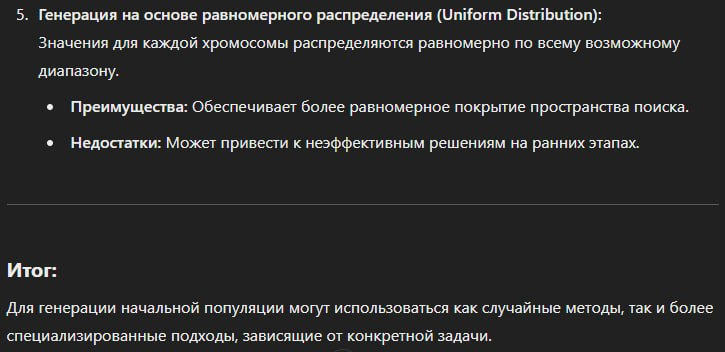 5. Генерация на основе равномерного распределения (Uniform Distribution):
Значения для каждой хромосомы распределяются равномерно по всему возможному
диапазону.
• Преимущества: Обеспечивает более равномерное покрытие пространства поиска.
• Недостатки: Может привести к неэффективным решениям на ранних этапах.
Итог:
Для генерации начальной популяции могут использоваться как случайные методы, так и более
специализированные подходы, зависящие от конкретной задачи.